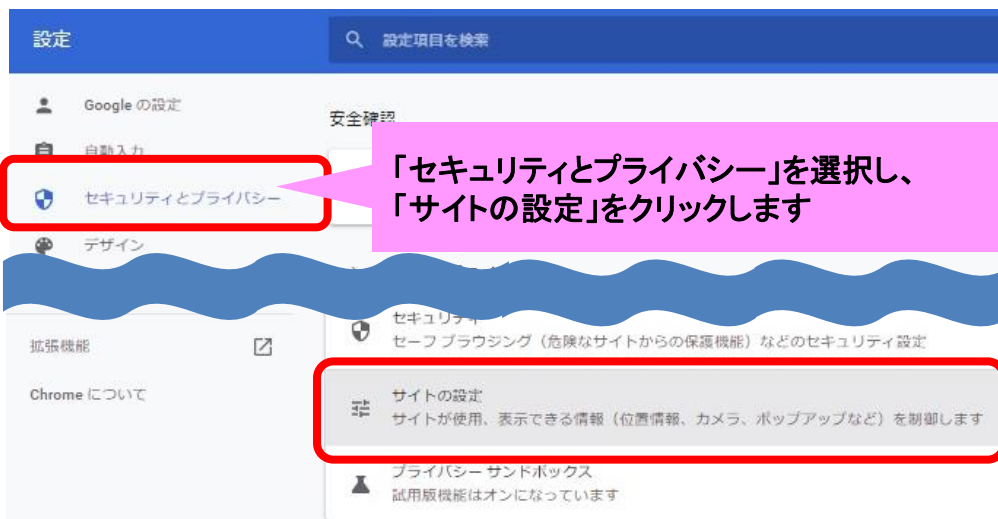 設定
設定項目を検索
Google の設定
安全確認
自動入力
「セキュリティとプライバシー」を選択し、
「サイトの設定」をクリックします
セキュリティとプライバシー
デザイン
セキュリティ
セーフ ブラウジング（危険なサイトからの保護機能）などのセキュリティ設定
拡張機能
Chrome について
サイトの設定
サイトが使用、表示できる情報（位置情報、カメラ、ポップアップなど）を制御します
プライバシー サンドボックス
試用版機能はオンになっています